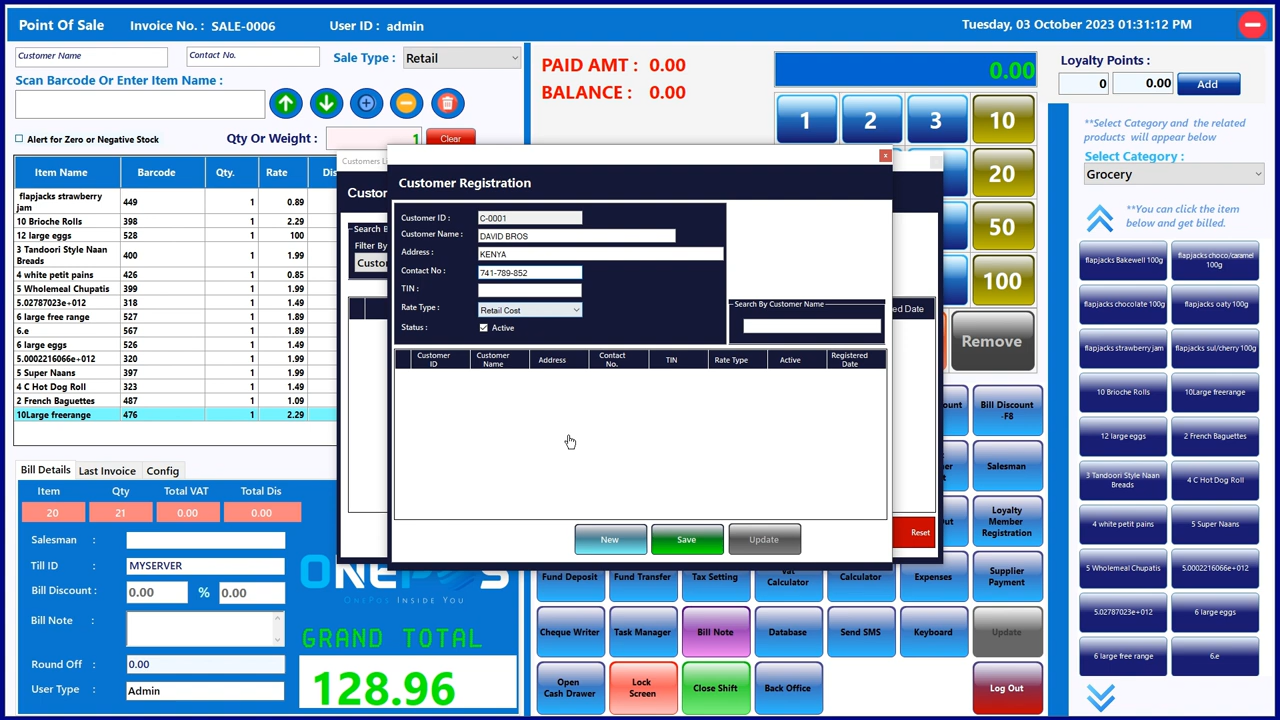 Point Of Sale
Invoice No. : SALE-0006
User ID : admin
Tuesday, 03 October 2023 01:31:12 PM
Customer Name
Contact No.
Sale Type :
Retail
Scan Barcode Or Enter Item Name :
Alert for Zero or Negative Stock
Qty Or Weight :
1
Clear
Item Name Barcode Qty. Rate Dis
flapjacks strawberry
jam
449 1 0.89
10 Brioche Rolls 398 1 2.29
12 large eggs 528 1 100
3 Tandoori Style Naan
Breads
400 1 1.99
4 white petit pains 426 1 0.85
5 Wholemeal Chupatis 399 1 1.99
5.02787023e+012 318 1 1.49
6 large free range 527 1 1.89
6.e 567 1 1.89
6 large eggs 526 1 1.49
5.0002216066e+012 320 1 1.99
5 Super Naans 397 1 1.99
4 C Hot Dog Roll 323 1 1.49
2 French Baguettes 487 1 1.09
10Large freerange 476 1 2.29
Bill Details
Last Invoice
Config
Item Qty Total VAT Total Dis
20 21 0.00 0.00
Salesman :
Till ID : MYSERVER
Bill Discount : 0.00 % 0.00
Bill Note :
Round Off : 0.00
User Type : Admin
ONEPOS
OnePos Inside You
GRAND TOTAL
128.96
PAID AMT : 0.00
BALANCE : 0.00
0.00
1
2
3
10
20
50
100
Remove
Customers L
Custo
Search B
Filter By
Custo
ed Date
Reset
x
Customer Registration
Customer ID : C-0001
Customer Name : DAVID BROS
Address : KENYA
Contact No : 741-789-852
TIN :
Rate Type : Retail Cost
Status : Active
Search By Customer Name
Customer
ID
Customer
Name
Address
Contact
No.
TIN
Rate Type
Active
Registered
Date
New
Save
Update
ount
Bill Discount
-F8
Salesman
Loyalty
Member
Registration
Fund Deposit
Fund Transfer
Tax Setting
Vat
Calculator
Calculator
Expenses
Supplier
Payment
Cheque Writer
Task Manager
Bill Note
Database
Send SMS
Keyboard
Update
Open
Cash Drawer
Lock
Screen
Close Shift
Back Office
Log Out
Loyalty Points :
0
0.00
Add
**Select Category and the related
products will appear below
Select Category :
Grocery
**You can click the item
below and get billed.
flapjacks Bakewell 100g
flapjacks choco/caramel
100g
flapjacks chocolate 100g
flapjacks oaty 100g
flapjacks strawberry jam
flapjacks sul/cherry 100g
10 Brioche Rolls
10Large freerange
12 large eggs
2 French Baguettes
3 Tandoori Style Naan
Breads
4 C Hot Dog Roll
4 white petit pains
5 Super Naans
5 Wholemeal Chupatis
5.0002216066e+012
5.02787023e+012
6 large eggs
6 large free range
6.e